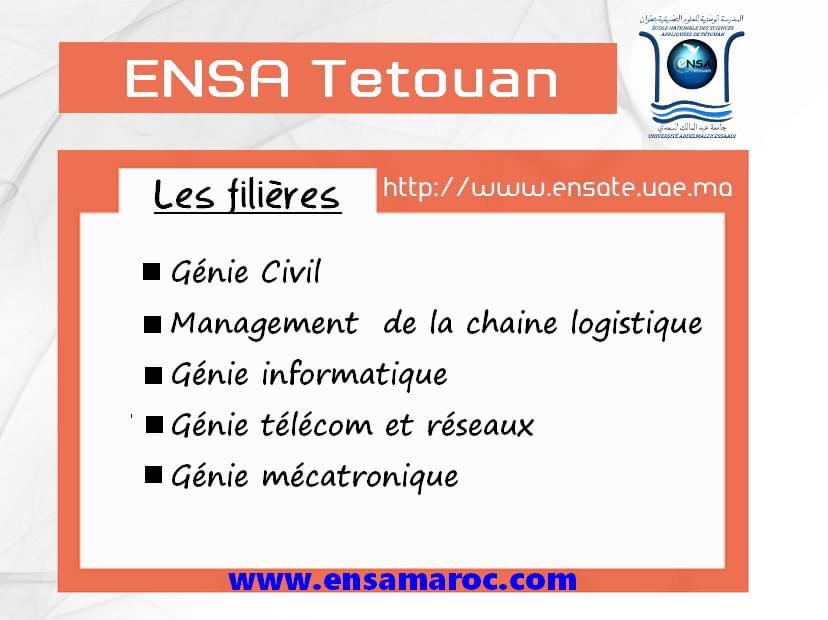 المدرسة الوطنية للعلوم التطبيقية بتطوان
ECOLE NATIONALE DES SCIENCES
APPLIQUÉES DE TÉTOUAN
ENSA
Tétouan
جامعة عبد المالك السعدي
UNIVERSITÉ ABDELMALEK ESSAADI
ENSA Tetouan
Les filières
http://www.ensate.uae.ma
■ Génie Civil
■ Management de la chaine logistique
■ Génie informatique
■ Génie télécom et réseaux
■ Génie mécatronique
www.ensamaroc.com